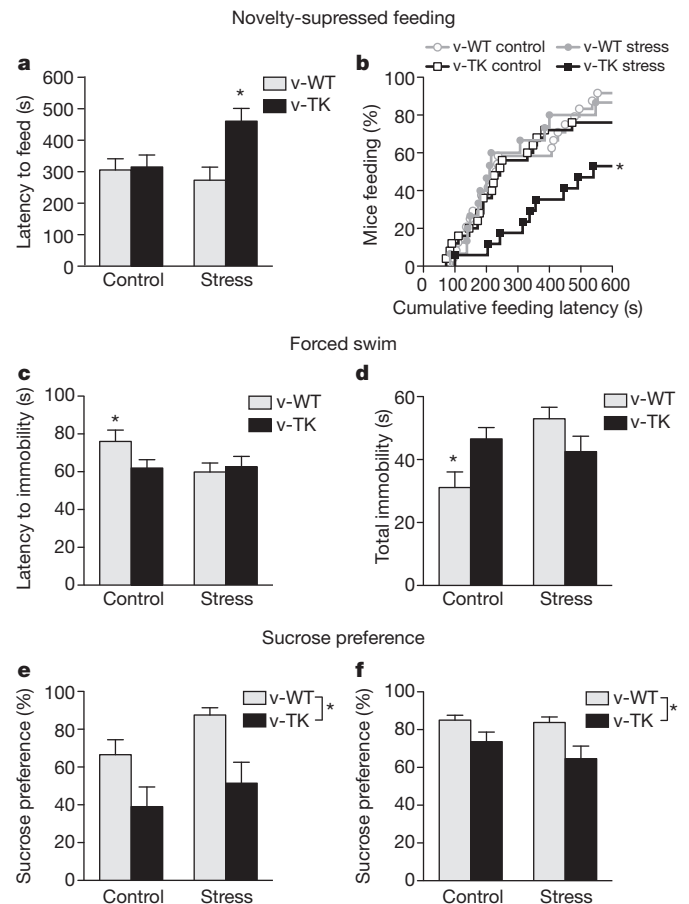 Novelty-supressed feeding
a
Latency to feed (s)
600
500
400
300
200
100
0
*
v-WT
v-TK
Control Stress
b
v-WT control v-WT stress
v-TK control v-TK stress
Mice feeding (%)
100
80
60
40
20
0
*
0 100 200 300 400 500 600
Cumulative feeding latency (s)
Forced swim
c
Latency to immobility (s)
100
80
60
40
20
0
*
v-WT
v-TK
Control Stress
d
Total immobility (s)
60
40
20
0
*
v-WT
v-TK
Control Stress
Sucrose preference
e
Sucrose preference (%)
100
80
60
40
20
0
v-WT
v-TK
*
Control Stress
f
Sucrose preference (%)
100
80
60
40
20
0
v-WT
v-TK
*
Control Stress